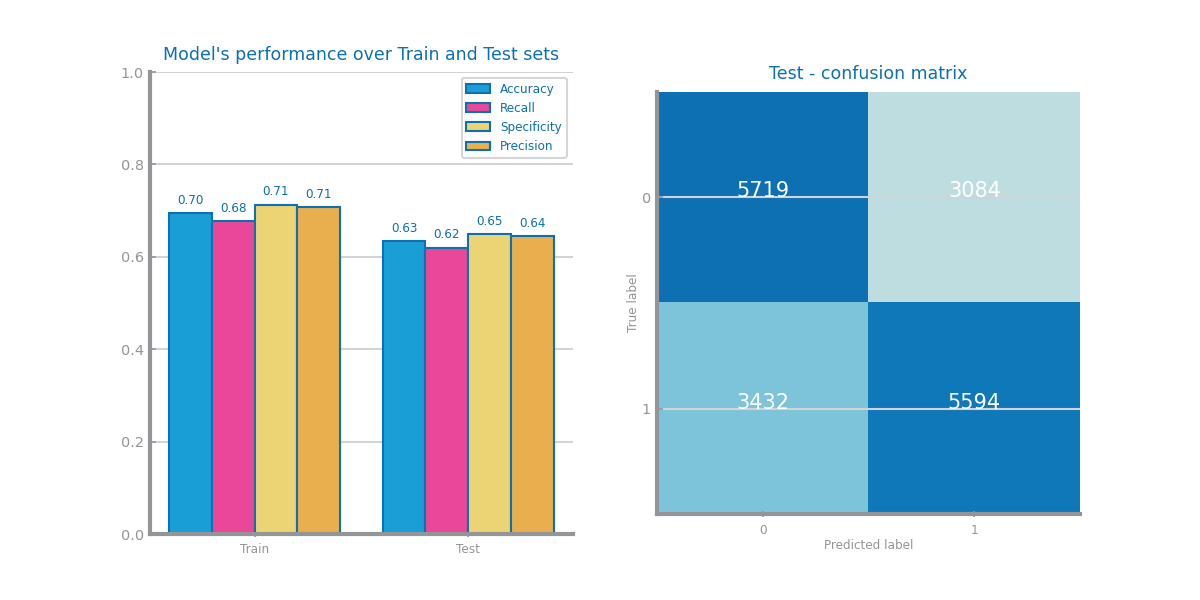 Model's performance over Train and Test sets
1.0
0.8
0.6
0.4
0.2
0.0
Accuracy
Recall
Specificity
Precision
0.70
0.68
0.71
0.71
0.63
0.62
0.65
0.64
Train
Test
Test - confusion matrix
True label
0
1
5719
3084
3432
5594
0
1
Predicted label